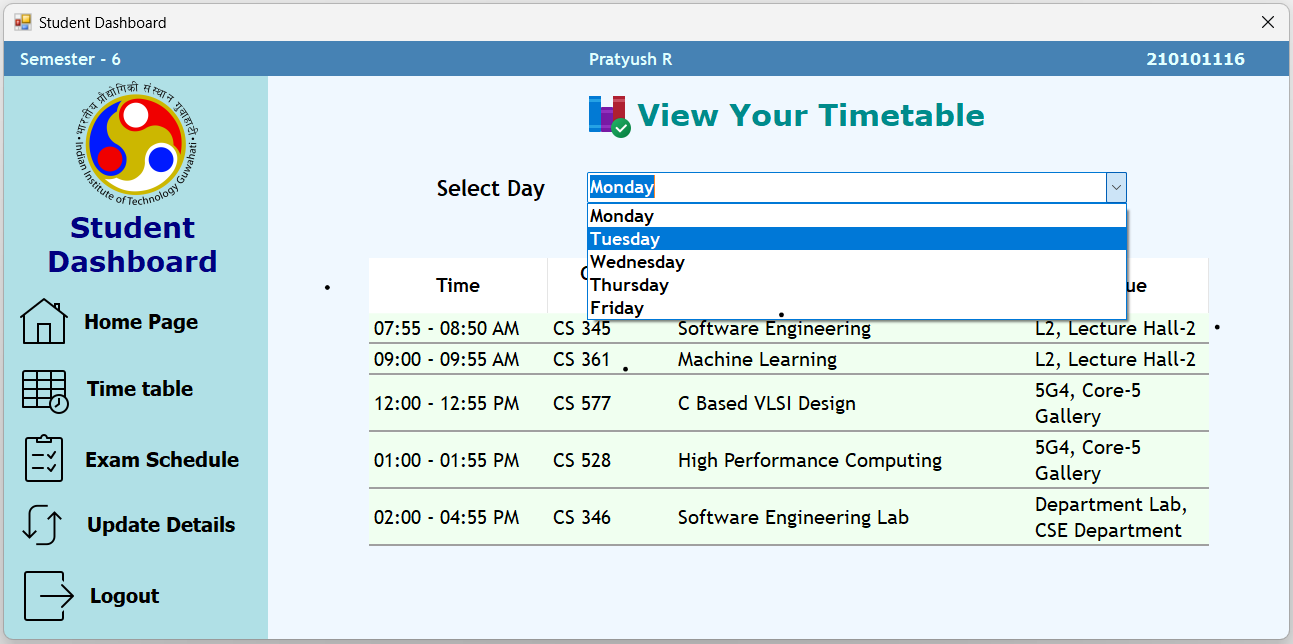 Student Dashboard
Semester - 6 Pratyush R 210101116
भारतीय प्रौद्योगिकी संस्थान गुवाहाटी
Indian Institute of Technology Guwahati
Student
Dashboard
Home Page
Time table
Exam Schedule
Update Details
Logout
View Your Timetable
Select Day Monday
Monday
Tuesday
Wednesday
Thursday
Friday
Time
07:55 - 08:50 AM CS 345 Software Engineering L2, Lecture Hall-2
09:00 - 09:55 AM CS 361 Machine Learning L2, Lecture Hall-2
12:00 - 12:55 PM CS 577 C Based VLSI Design 5G4, Core-5
Gallery
01:00 - 01:55 PM CS 528 High Performance Computing 5G4, Core-5
Gallery
02:00 - 04:55 PM CS 346 Software Engineering Lab Department Lab,
CSE Department